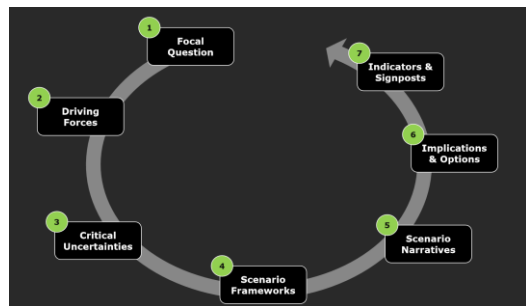 1
Focal
Question
2
Driving
Forces
3
Critical
Uncertainties
4
Scenario
Frameworks
5
Scenario
Narratives
6
Implications
& Options
7
Indicators &
Signposts